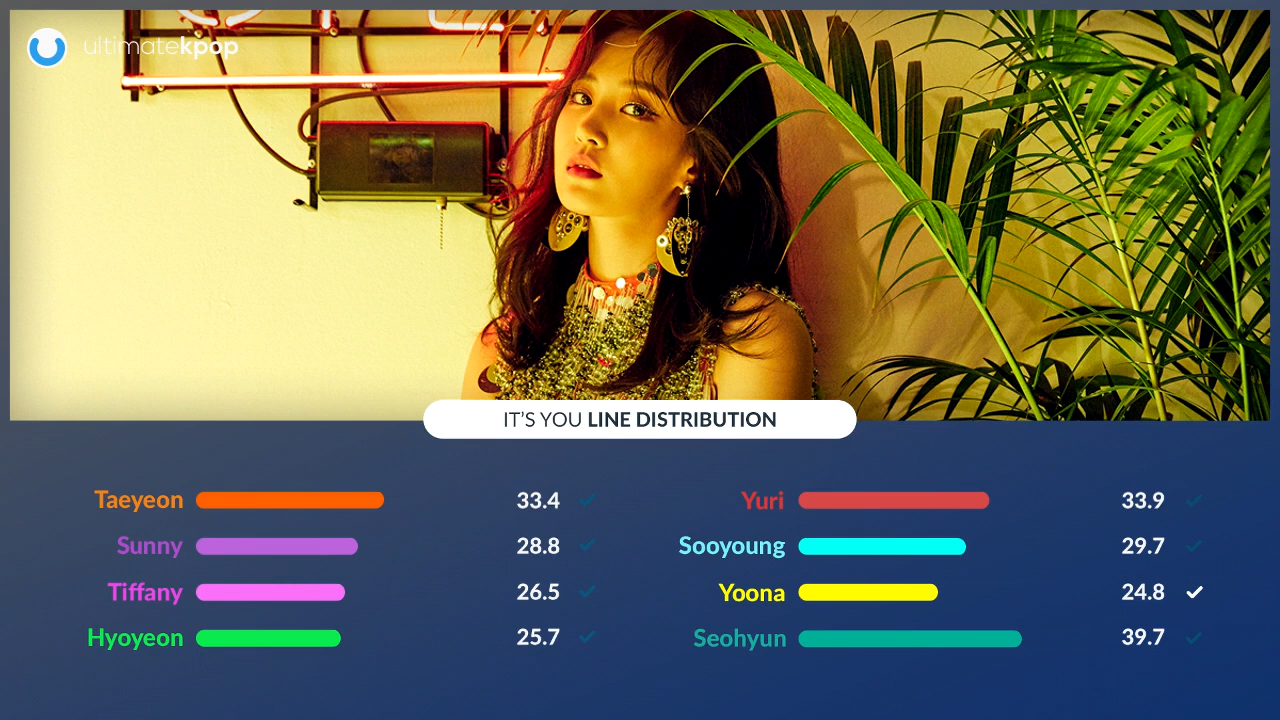 ultimatekpop
IT'S YOU LINE DISTRIBUTION
Taeyeon 33.4
Sunny 28.8
Tiffany 26.5
Hyoyeon 25.7
Yuri 33.9
Sooyoung 29.7
Yoona 24.8
Seohyun 39.7